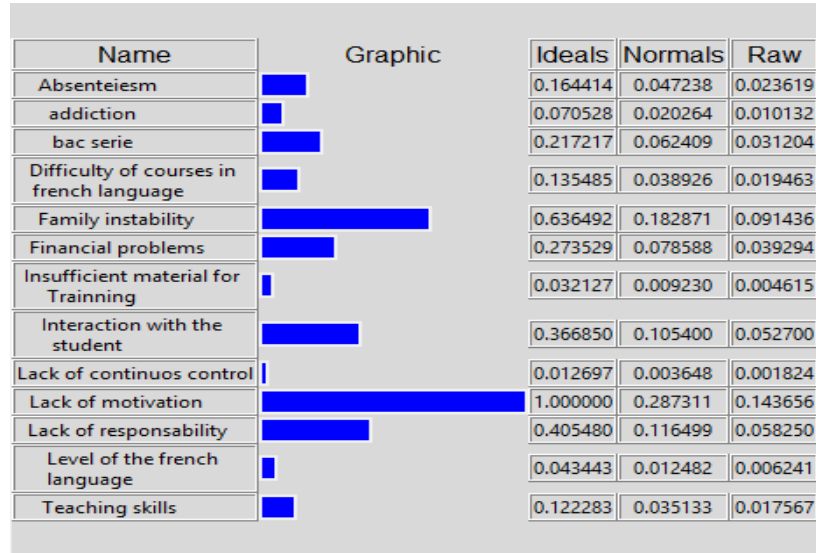 Name Graphic Ideals Normals Raw
Absenteiesm 0.164414 0.047238 0.023619
addiction 0.070528 0.020264 0.010132
bac serie 0.217217 0.062409 0.031204
Difficulty of courses in
french language 0.135485 0.038926 0.019463
Family instability 0.636492 0.182871 0.091436
Financial problems 0.273529 0.078588 0.039294
Insufficient material for
Trainning 0.032127 0.009230 0.004615
Interaction with the
student 0.366850 0.105400 0.052700
Lack of continuos control 0.012697 0.003648 0.001824
Lack of motivation 1.000000 0.287311 0.143656
Lack of responsability 0.405480 0.116499 0.058250
Level of the french
language 0.043443 0.012482 0.006241
Teaching skills 0.122283 0.035133 0.017567